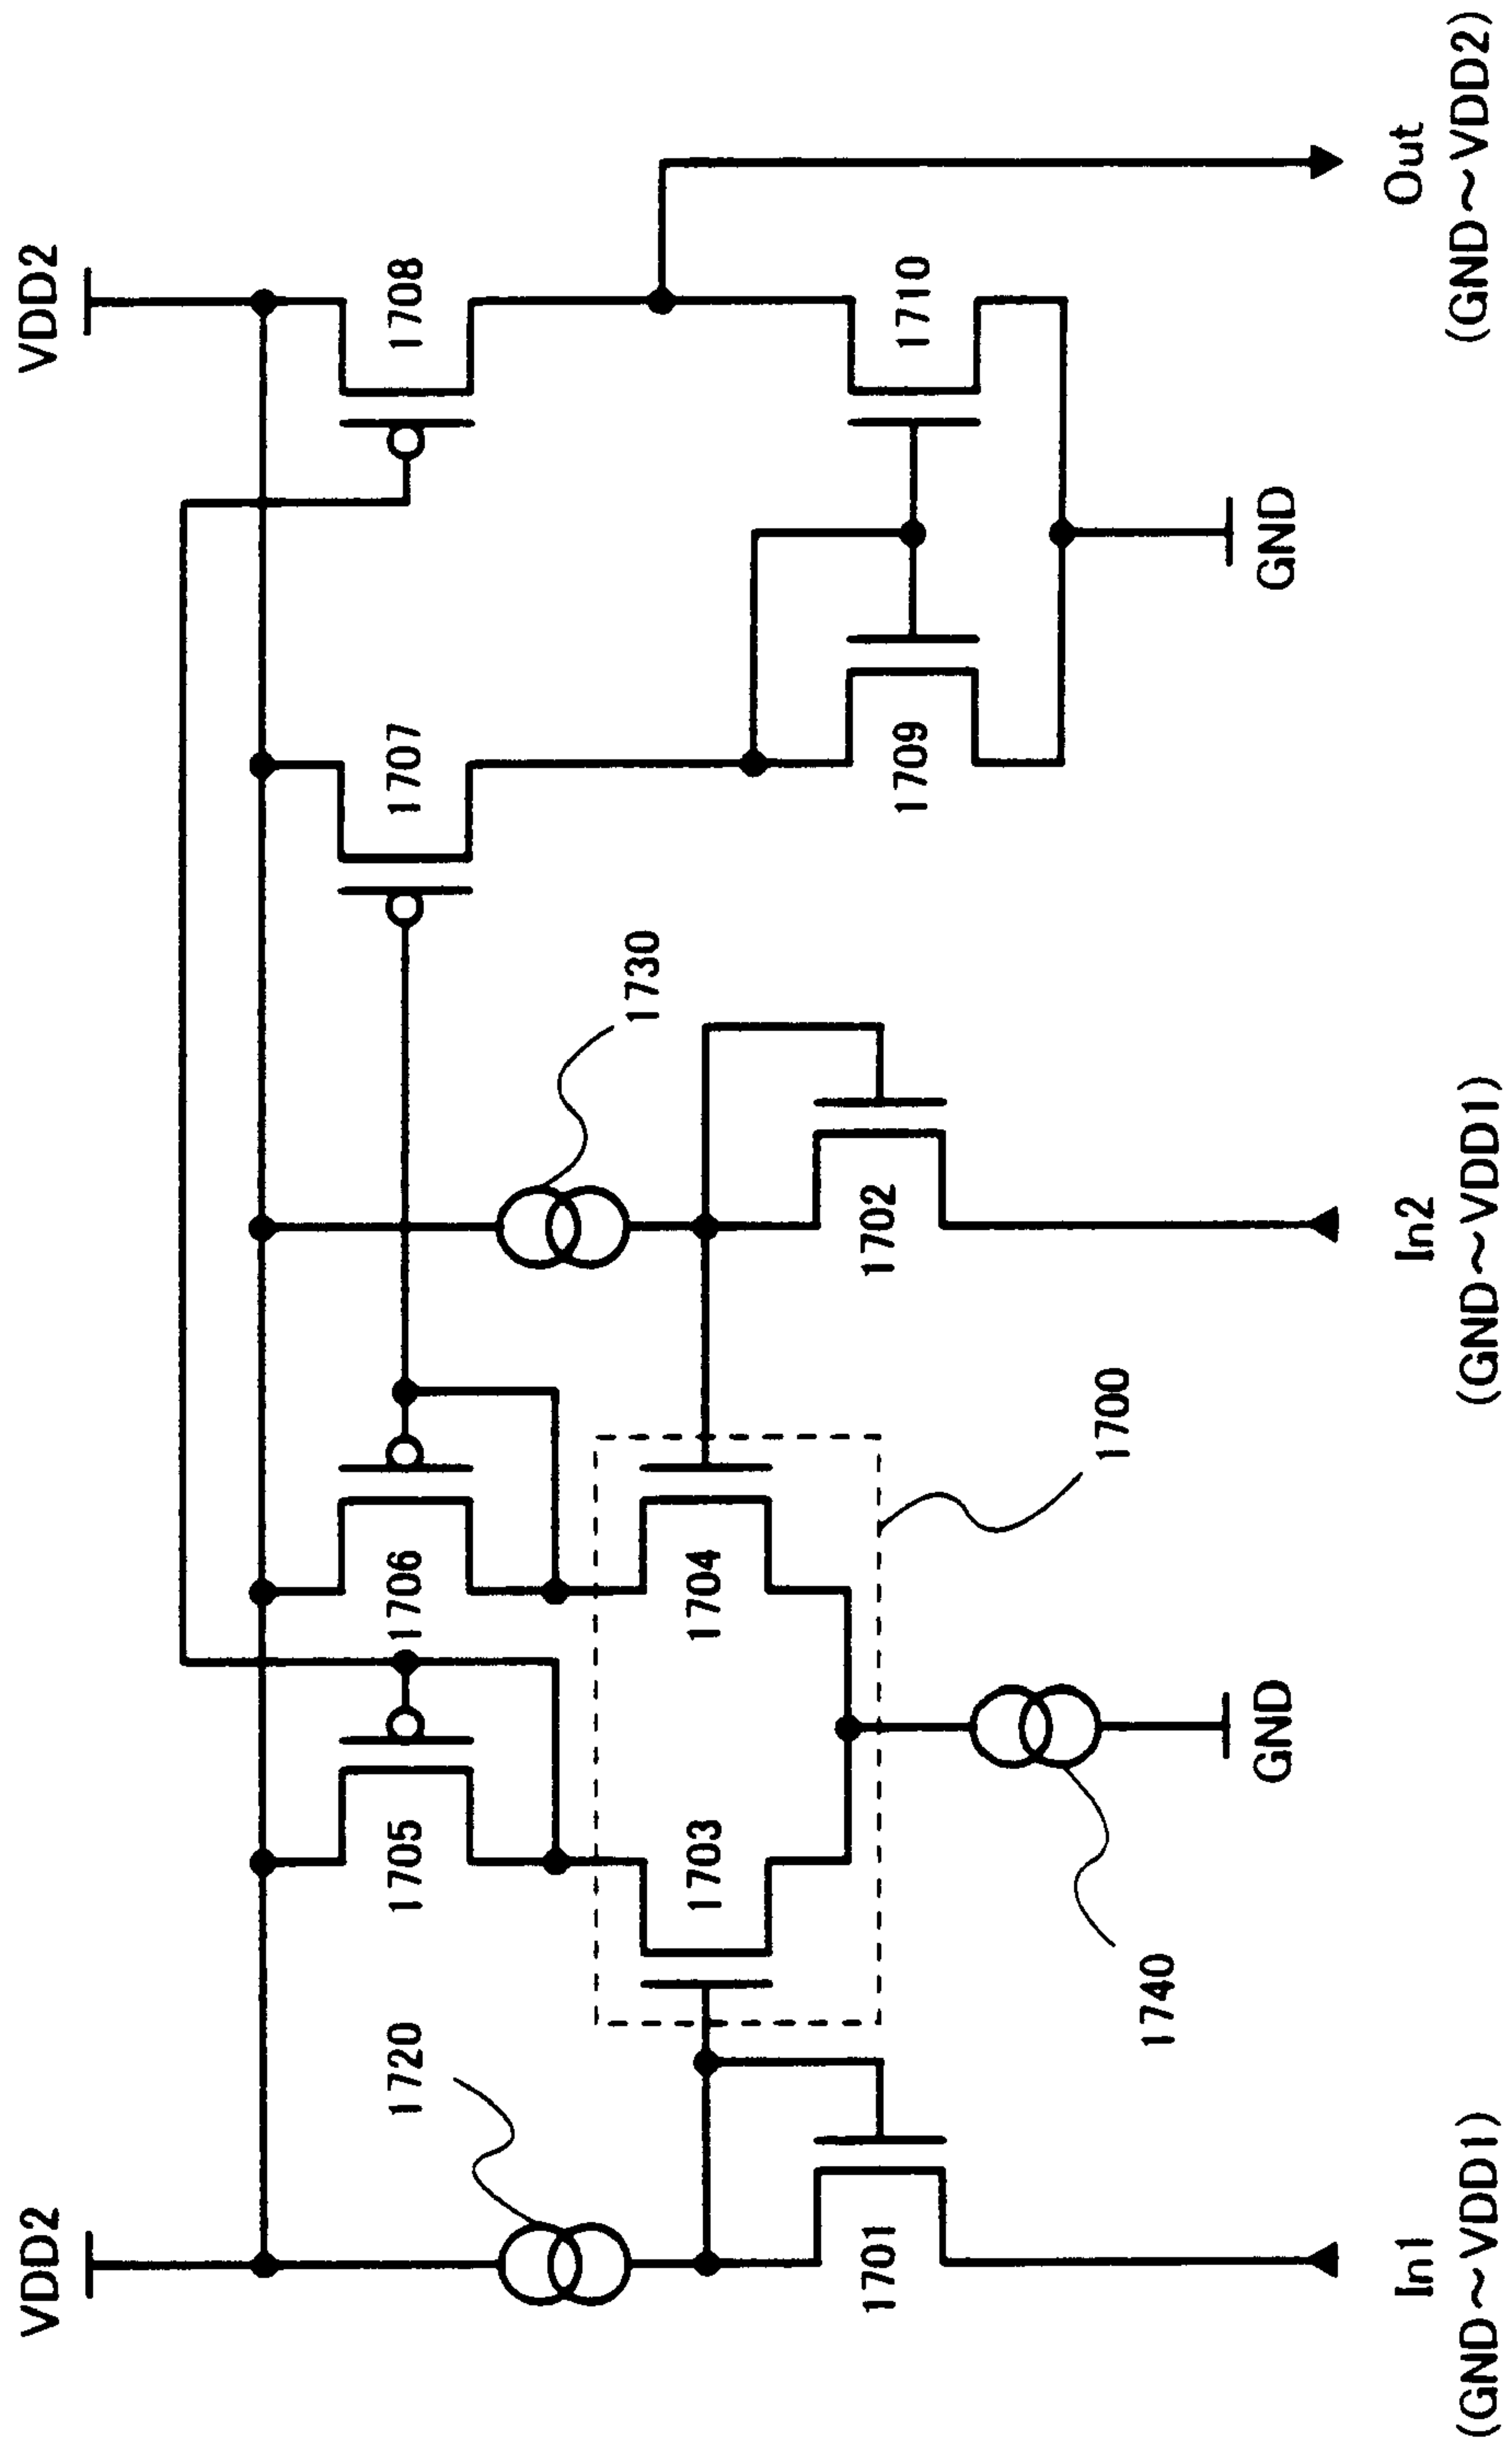 VDD2
VDD2
1720
1705
1706
1707
1708
1730
1703
1704
1701
1702
1709
1710
1700
1740
GND
GND
In1
(GND~VDD1)
In2
(GND~VDD1)
Out
(GND~VDD2)